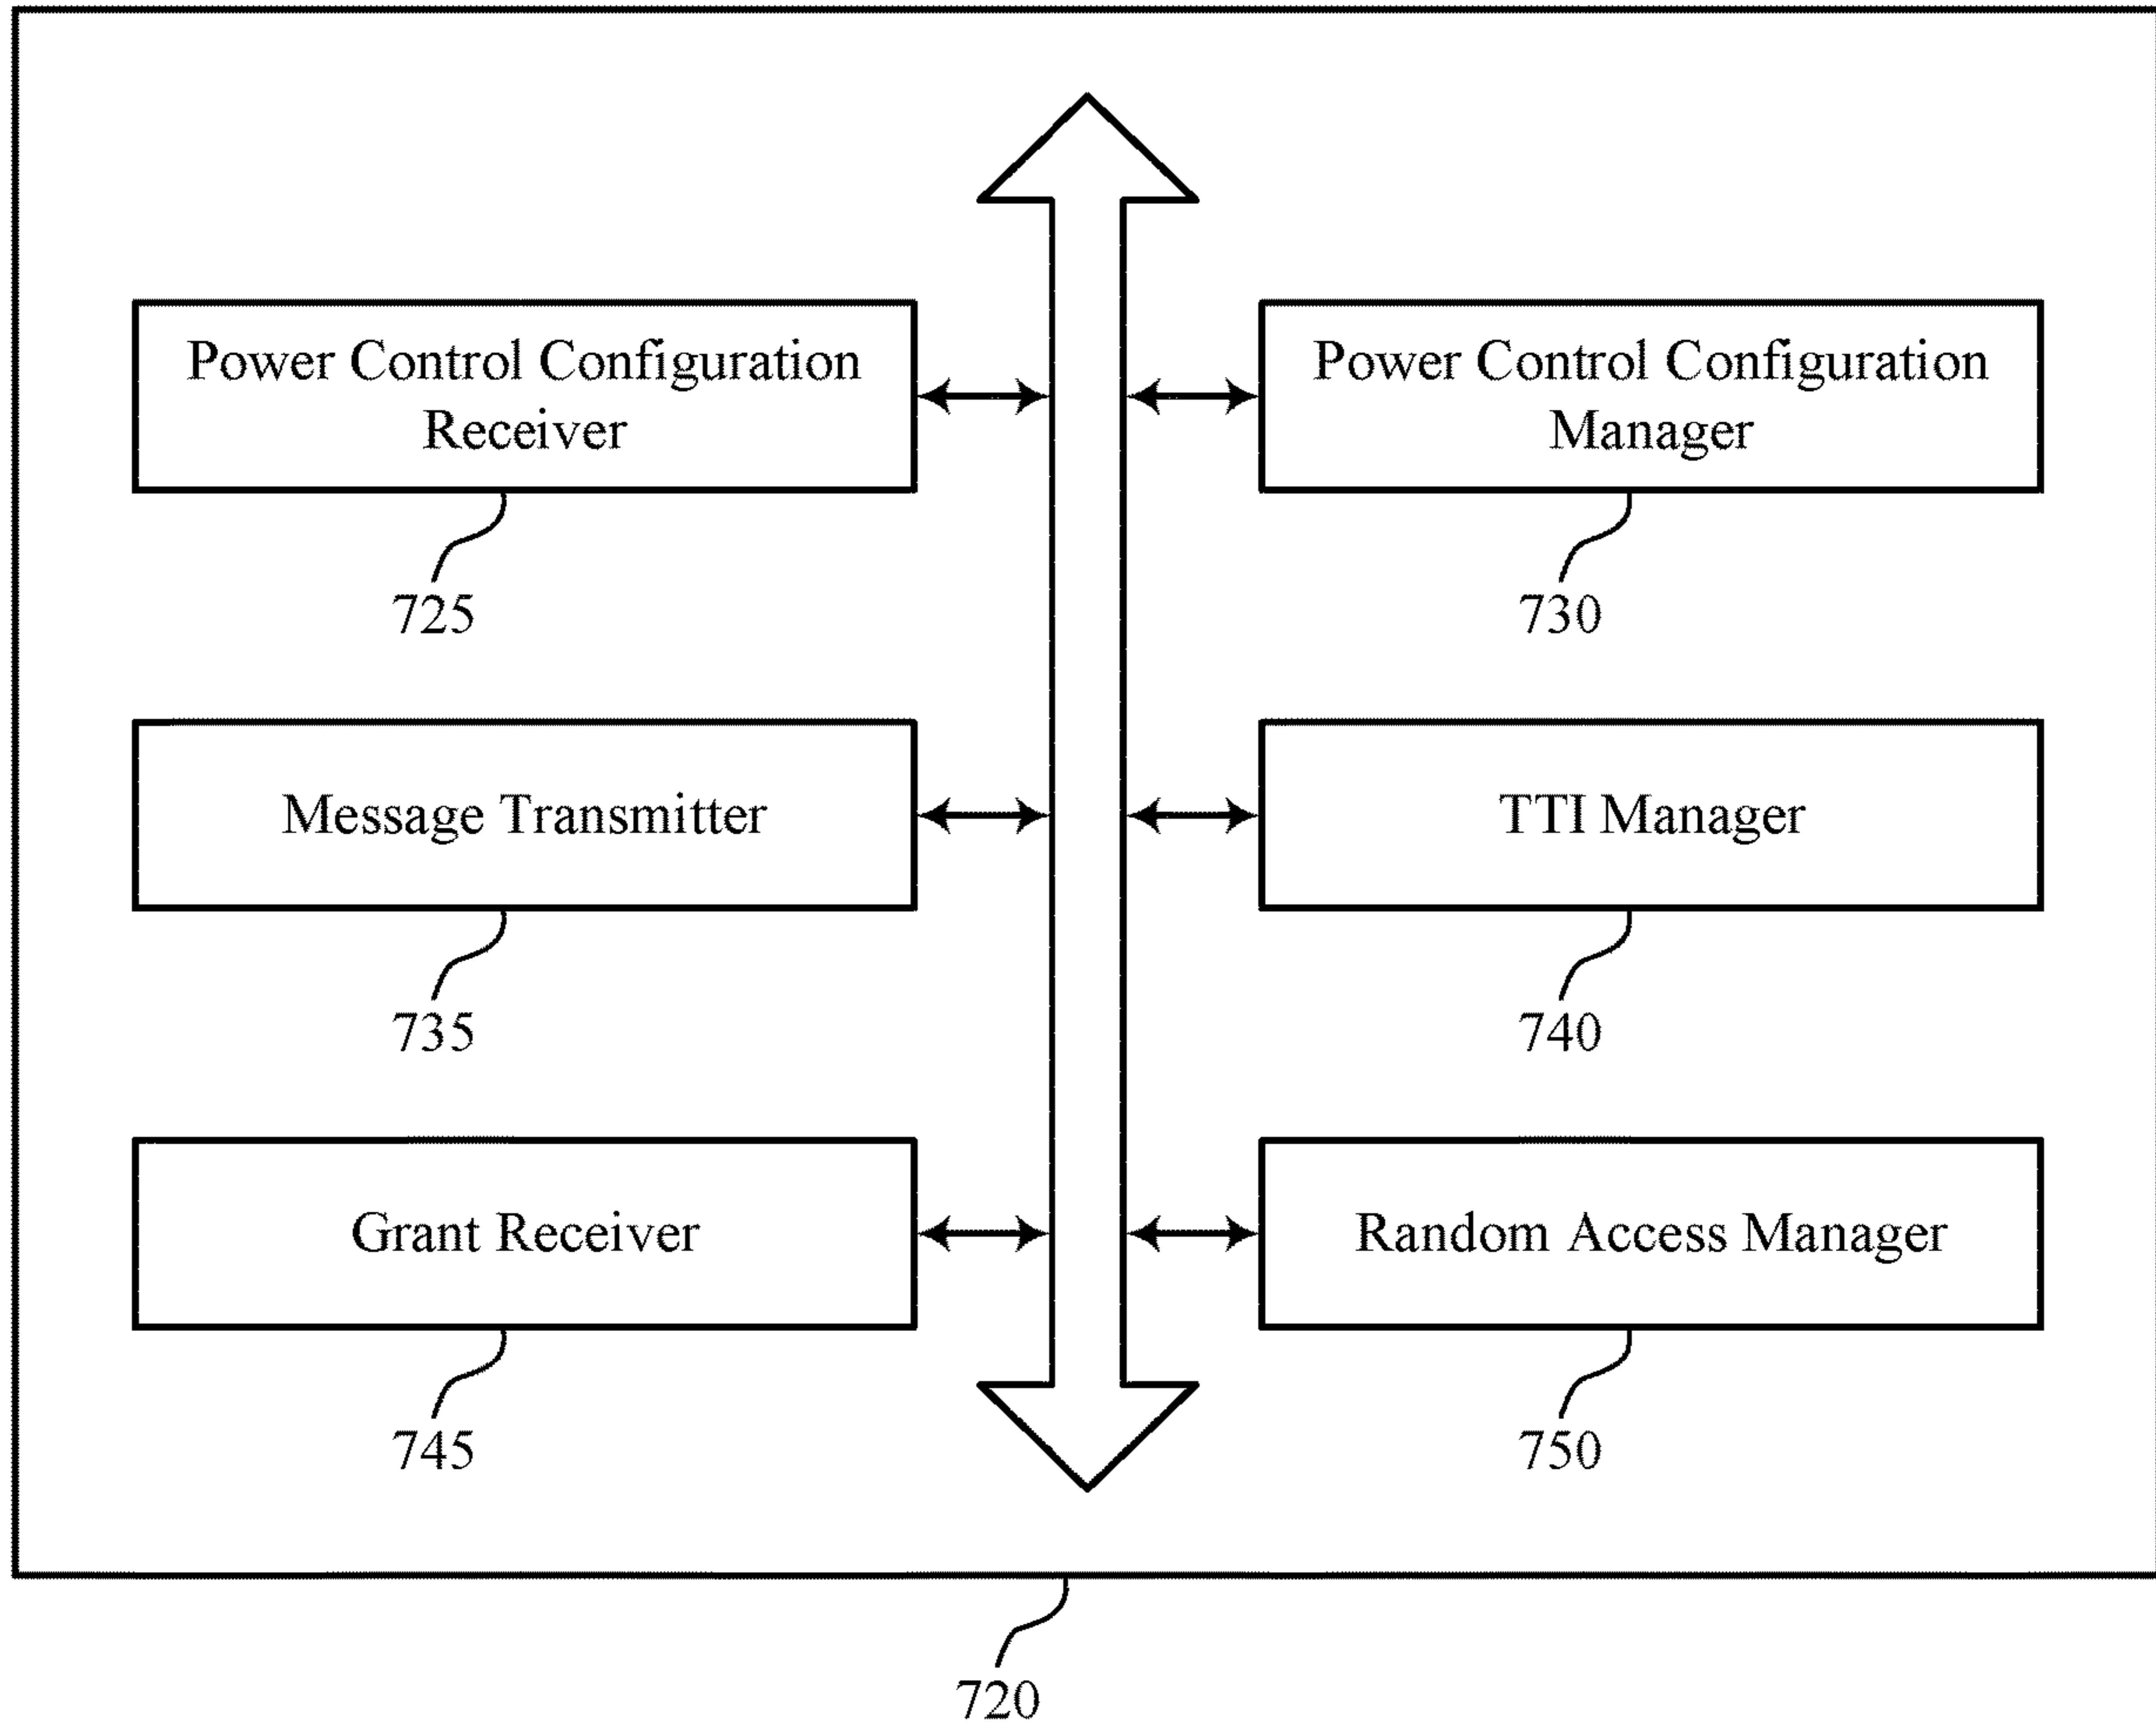 Power Control Configuration
Receiver
725
Power Control Configuration
Manager
730
Message Transmitter
735
TTI Manager
740
Grant Receiver
745
Random Access Manager
750
720